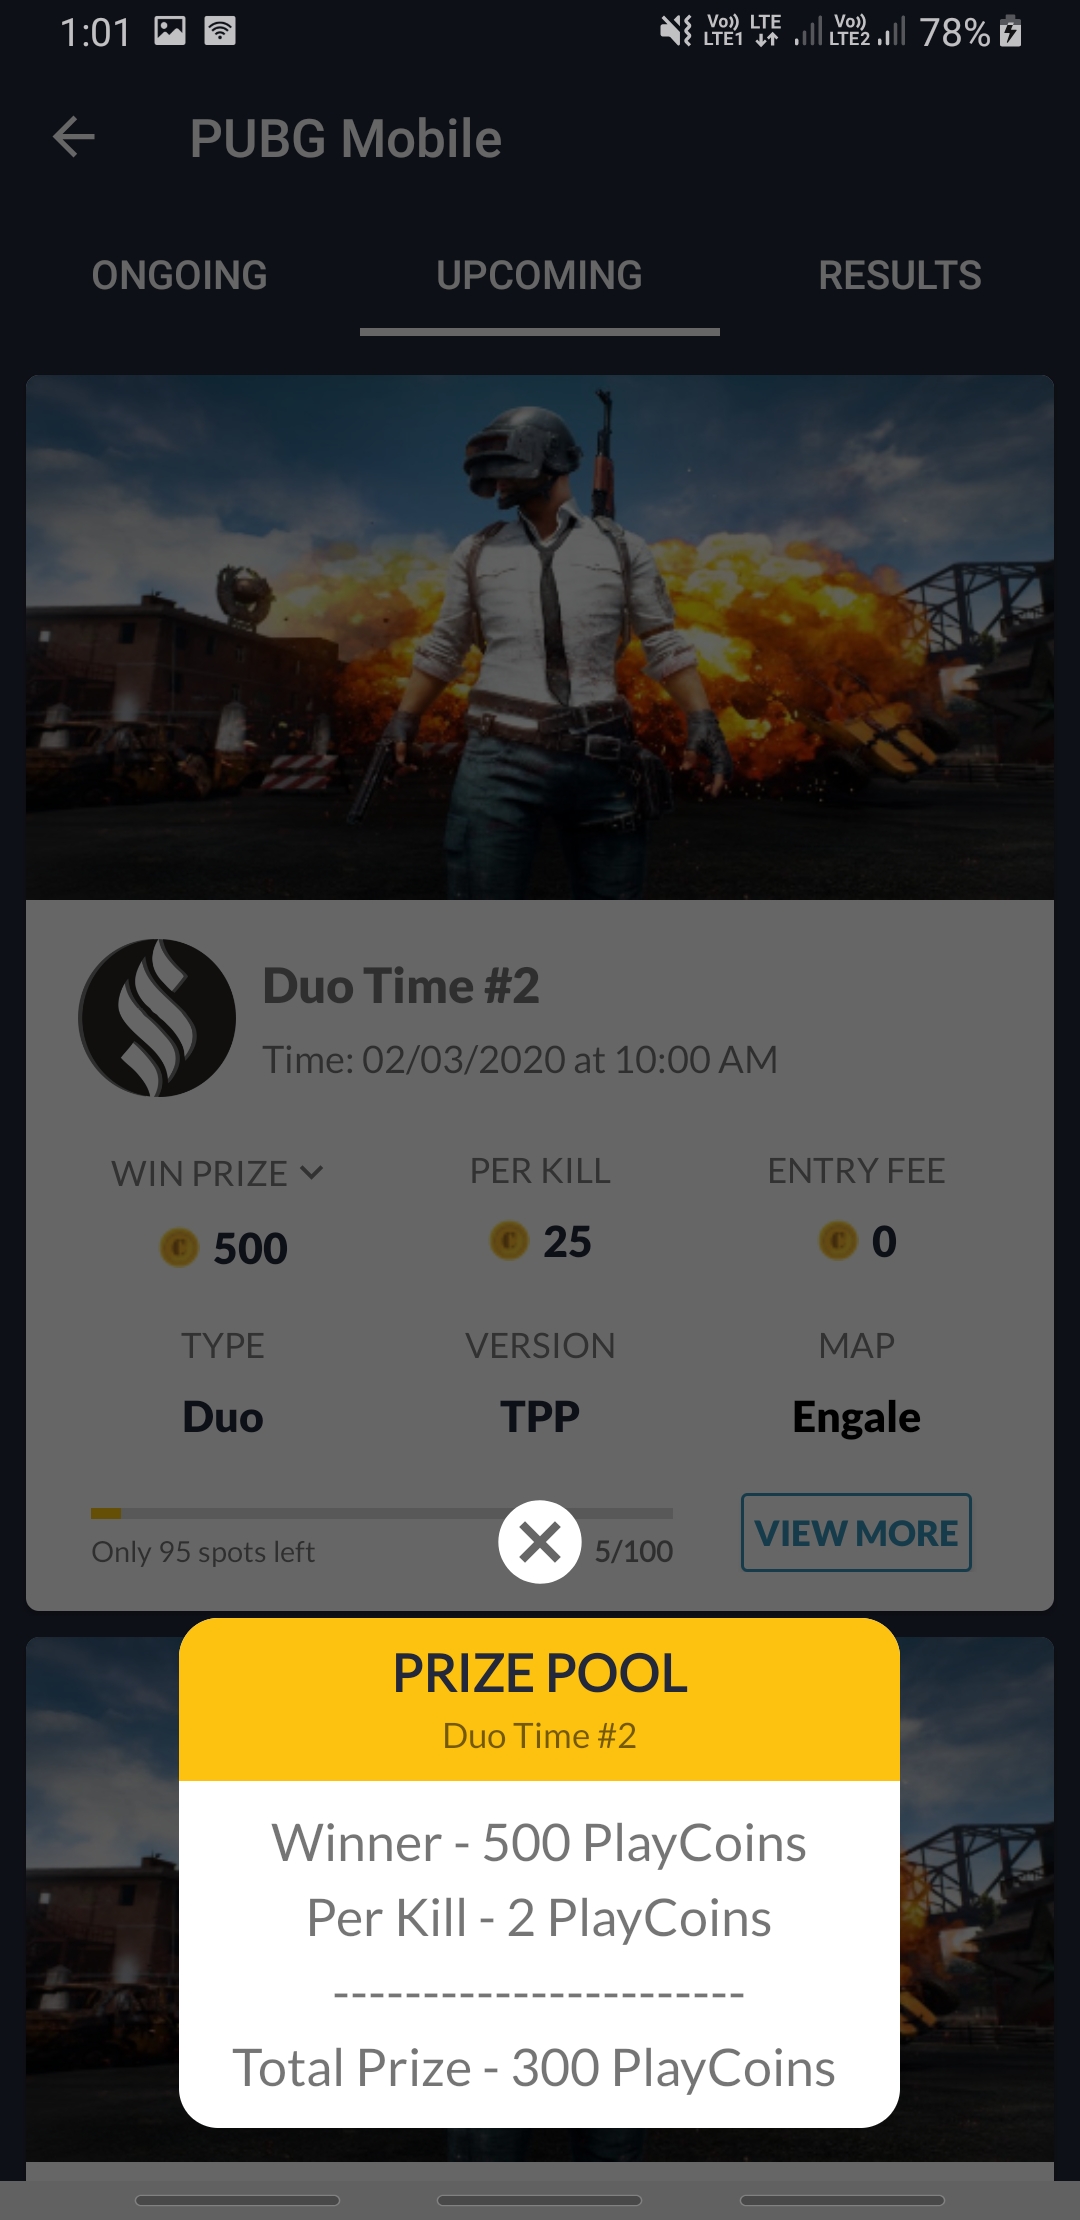 1:01
Vo)) LTE1 LTE Vo)) LTE2 78%
PUBG Mobile
ONGOING UPCOMING RESULTS
Duo Time #2
Time: 02/03/2020 at 10:00 AM
WIN PRIZE PER KILL ENTRY FEE
500 25 0
TYPE VERSION MAP
Duo TPP Engale
Only 95 spots left 5/100 VIEW MORE
PRIZE POOL
Duo Time #2
Winner - 500 PlayCoins
Per Kill - 2 PlayCoins
-----------------------
Total Prize - 300 PlayCoins